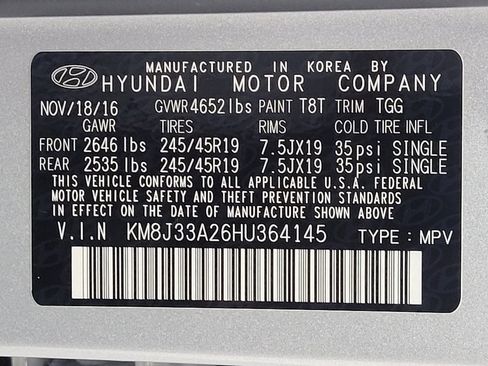 MANUFACTURED IN KOREA BY
HYUNDAI MOTOR COMPANY
NOV/18/16 GVWR 4652lbs PAINT T8T TRIM TGG
GAWR TIRES RIMS COLD TIRE INFL
FRONT 2646 lbs 245/45R19 7.5JX19 35psi SINGLE
REAR 2535 lbs 245/45R19 7.5JX19 35psi SINGLE
THIS VEHICLE CONFORMS TO ALL APPLICABLE U.S.A. FEDERAL
MOTOR VEHICLE SAFETY AND THEFT PREVENTION STANDARDS
IN EFFECT ON THE DATE OF MANUFACTURE SHOWN ABOVE.
V.I.N KM8J33A26HU364145 TYPE : MPV